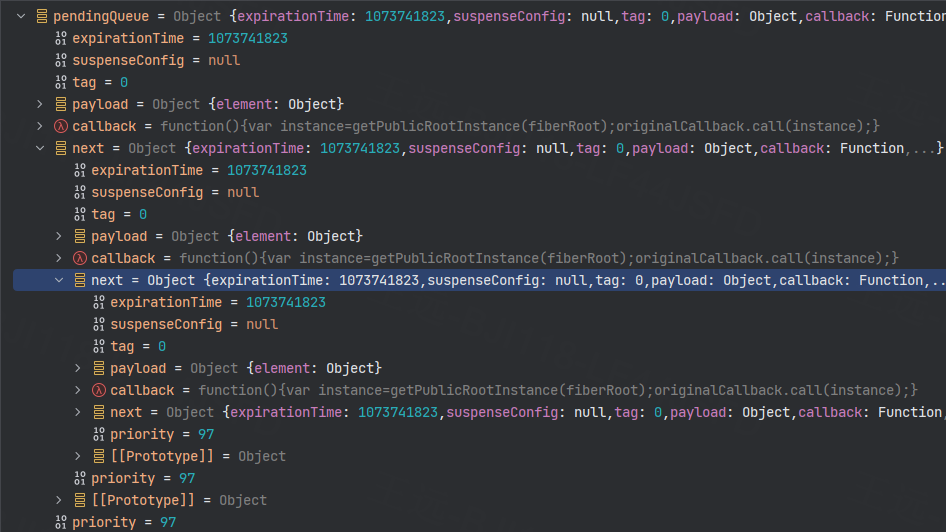 pendingQueue = Object {expirationTime: 1073741823,suspenseConfig: null,tag: 0,payload: Object,callback: Function
expirationTime = 1073741823
suspenseConfig = null
tag = 0
payload = Object {element: Object}
callback = function(){var instance=getPublicRootInstance(fiberRoot);originalCallback.call(instance);}
next = Object {expirationTime: 1073741823,suspenseConfig: null,tag: 0,payload: Object,callback: Function,...}
expirationTime = 1073741823
suspenseConfig = null
tag = 0
payload = Object {element: Object}
callback = function(){var instance=getPublicRootInstance(fiberRoot);originalCallback.call(instance);}
next = Object {expirationTime: 1073741823,suspenseConfig: null,tag: 0,payload: Object,callback: Function,..
expirationTime = 1073741823
suspenseConfig = null
tag = 0
payload = Object {element: Object}
callback = function(){var instance=getPublicRootInstance(fiberRoot);originalCallback.call(instance);}
next = Object {expirationTime: 1073741823,suspenseConfig: null,tag: 0,payload: Object,callback: Function,
priority = 97
[[Prototype]] = Object
priority = 97
[[Prototype]] = Object
priority = 97